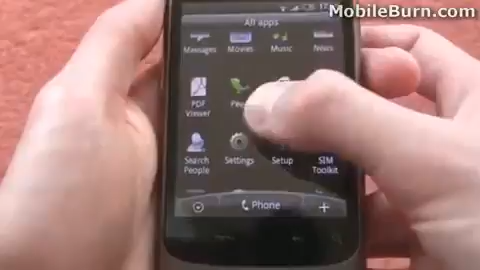 MobileBurn.com
All apps
Messages Movies Music News
PDF Viewer
Search People
Settings
Setup
SIM Toolkit
Phone